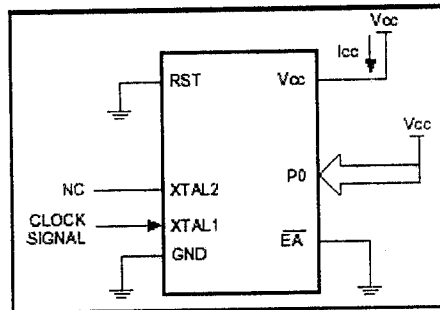 Vcc
Icc
RST
Vcc
Vcc
P0
NC
XTAL2
CLOCK
SIGNAL
XTAL1
EA
GND